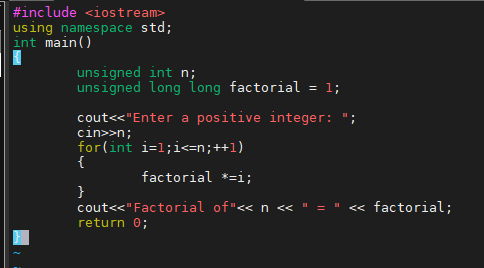 #include <iostream>
using namespace std;
int main()
{
        unsigned int n;
        unsigned long long factorial = 1;

        cout<<"Enter a positive integer: ";
        cin>>n;
        for(int i=1;i<=n;++1)
        {
                factorial *=i;
        }
        cout<<"Factorial of"<< n << " = " << factorial;
        return 0;
}
~
~